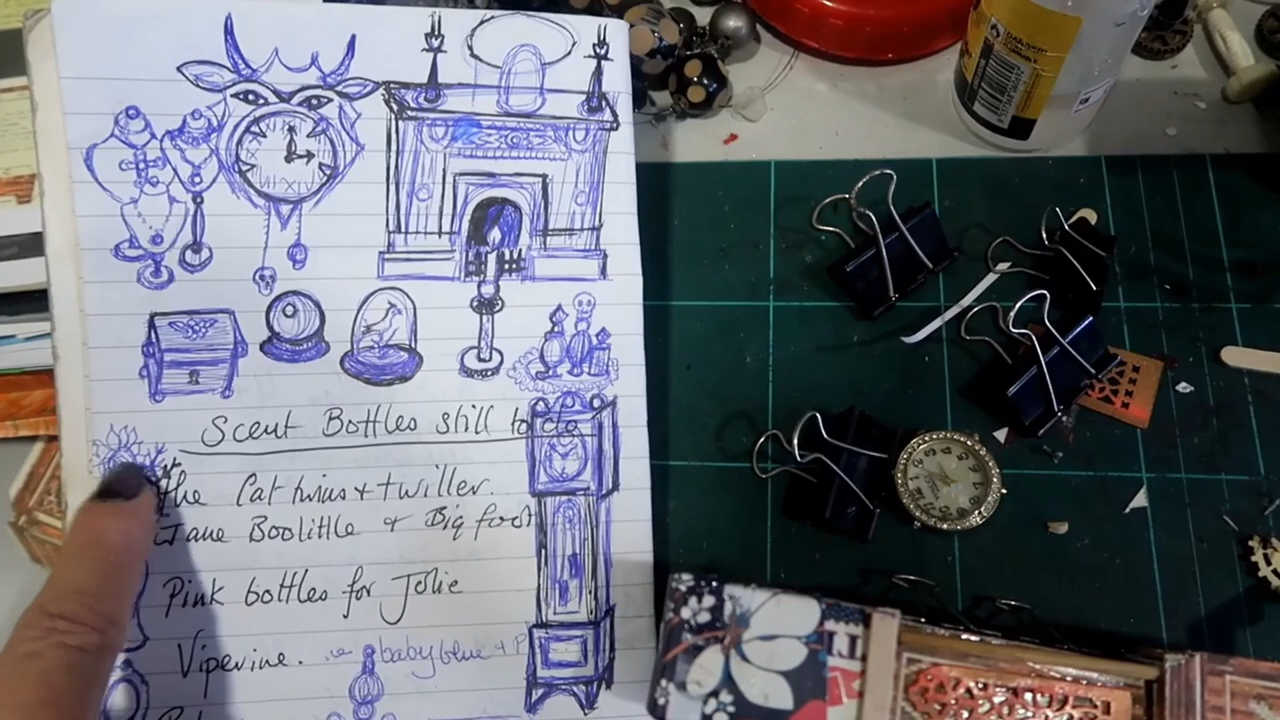 Scent Bottles still to do
the Cat twins + twiller.
Jane Boolittle & Big foot
Pink bottles for Jolie
Viperine.
baby blue + P